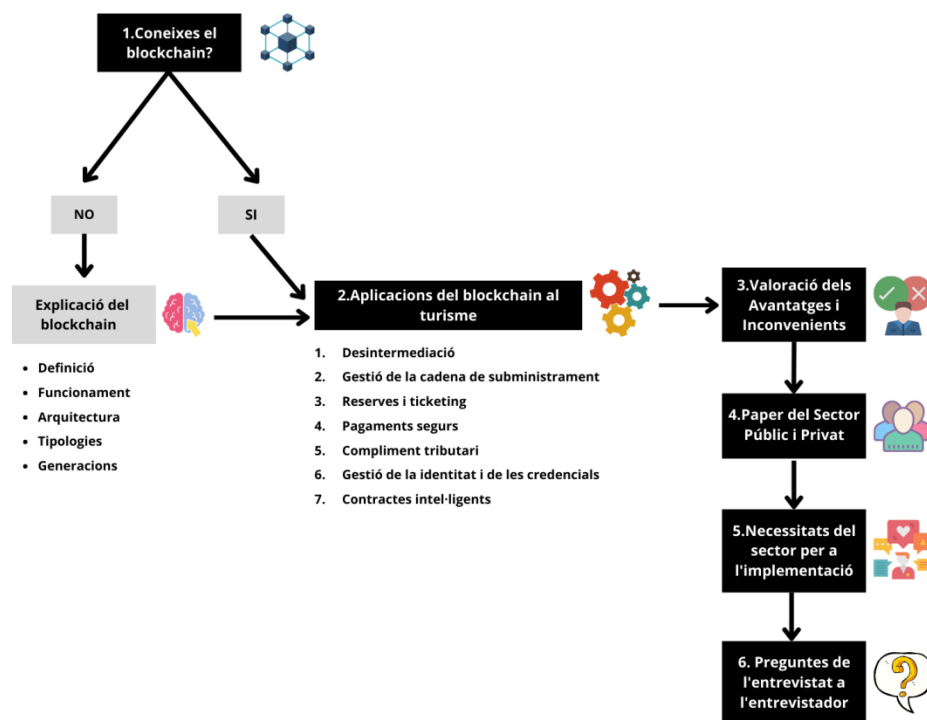 1.Coneixes el
blockchain?
NO
SI
Explicació del
blockchain
• Definició
• Funcionament
• Arquitectura
• Tipologies
• Generacions
2.Aplicacions del blockchain al
turisme
1. Desintermediació
2. Gestió de la cadena de subministrament
3. Reserves i ticketing
4. Pagaments segurs
5. Compliment tributari
6. Gestió de la identitat i de les credencials
7. Contractes intel·ligents
3.Valoració dels
Avantatges i
Inconvenients
4.Paper del Sector
Públic i Privat
5.Necessitats del
sector per a
l'implementació
6. Preguntes de
l'entrevistat a
l'entrevistador